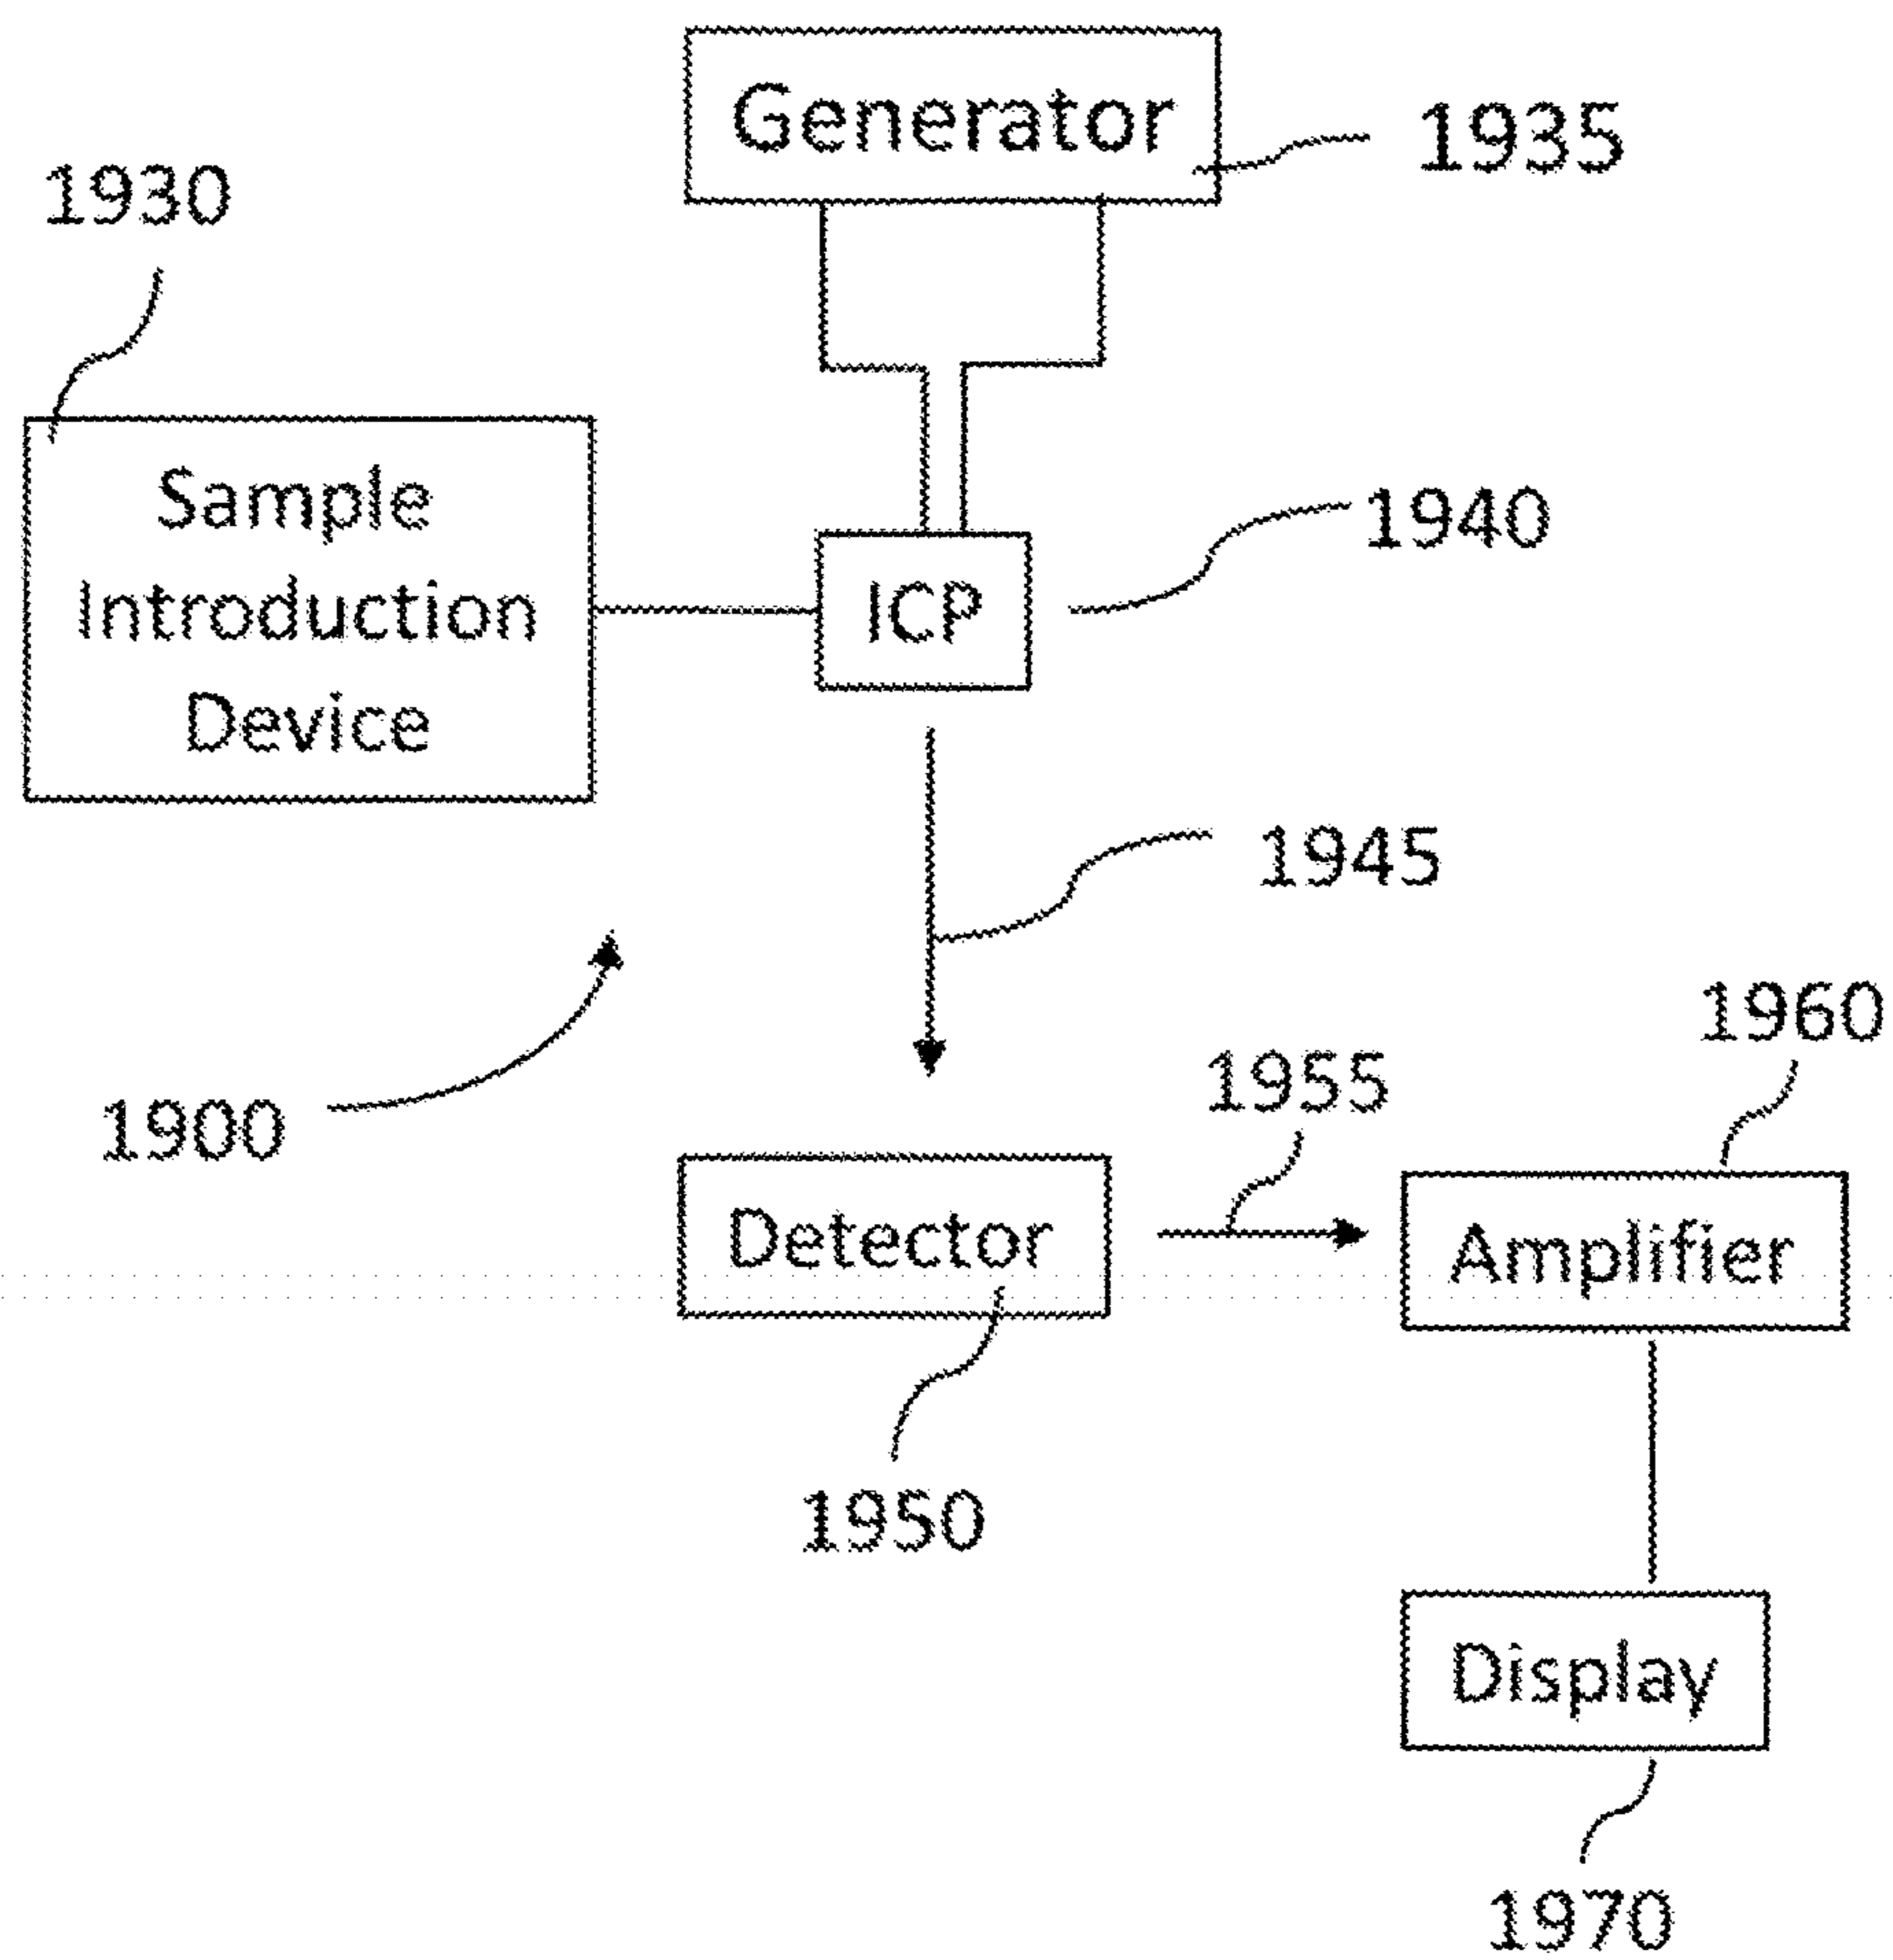 Generator
1935
1930
Sample
Introduction
Device
ICP
1940
1945
1900
1960
1955
Detector
Amplifier
1950
Display
1970